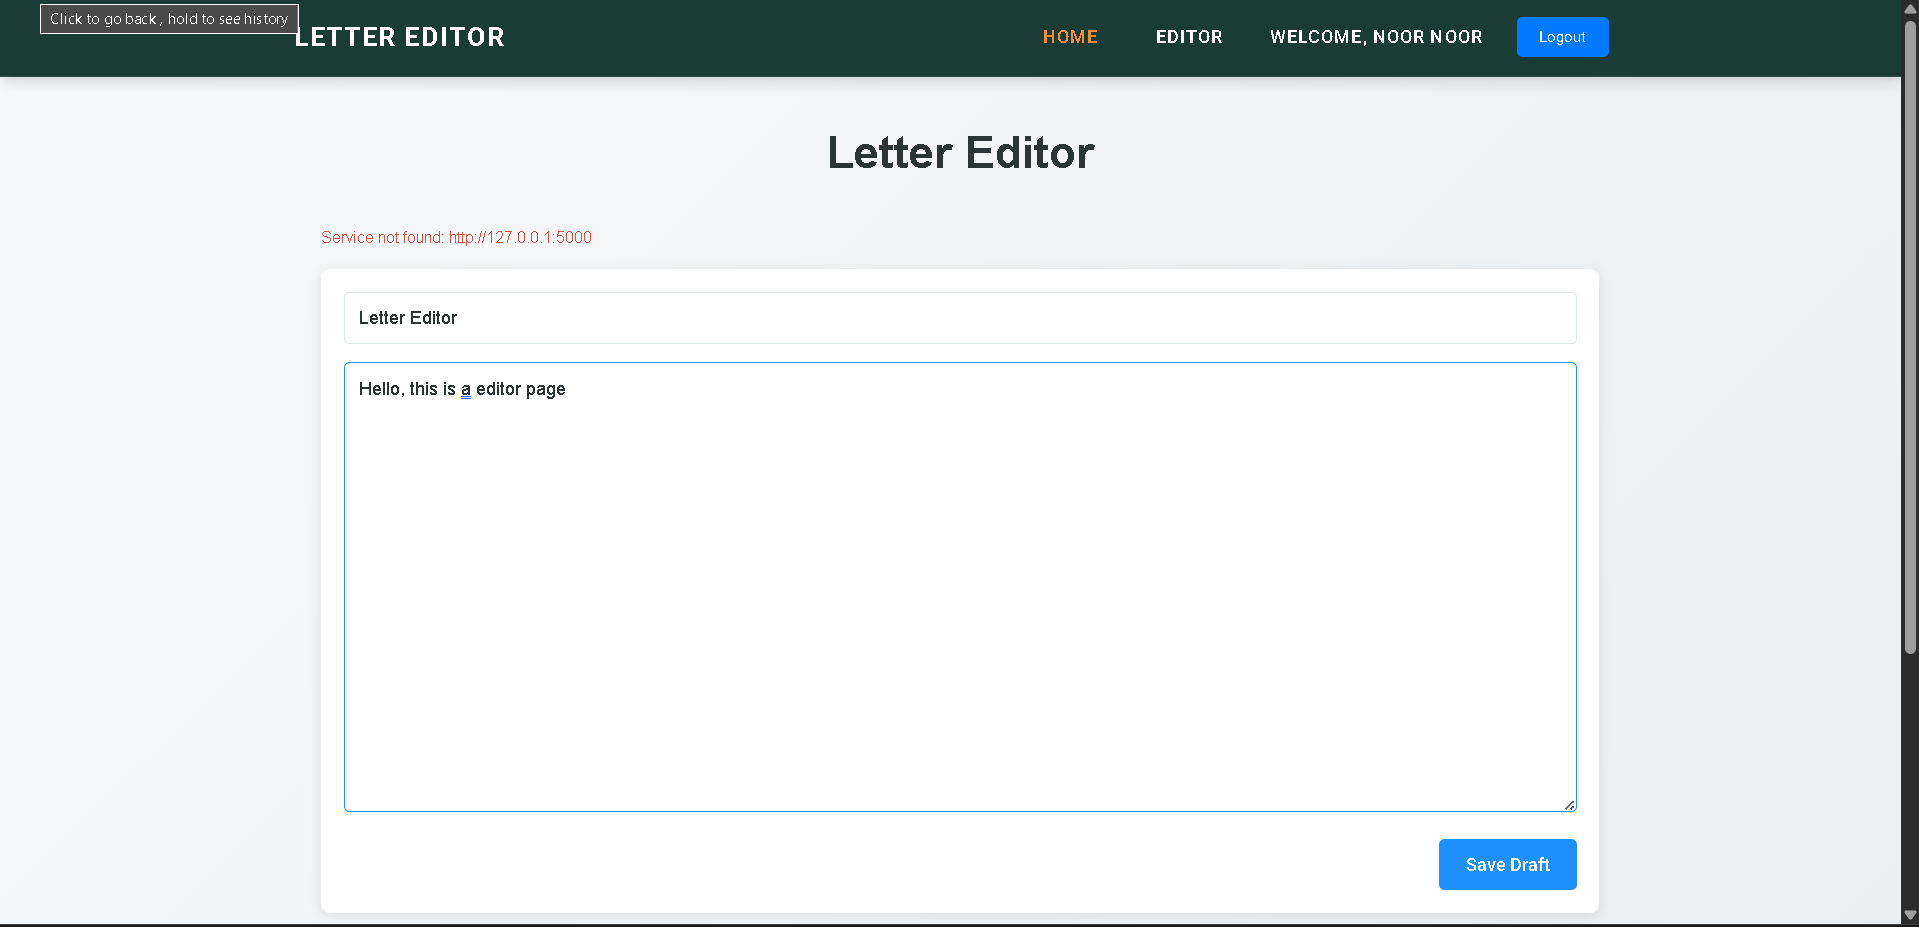 Click to go back, hold to see history
LETTER EDITOR
HOME
EDITOR
WELCOME, NOOR NOOR
Logout
Letter Editor
Service not found: http://127.0.0.1:5000
Letter Editor
Hello, this is a editor page
Save Draft